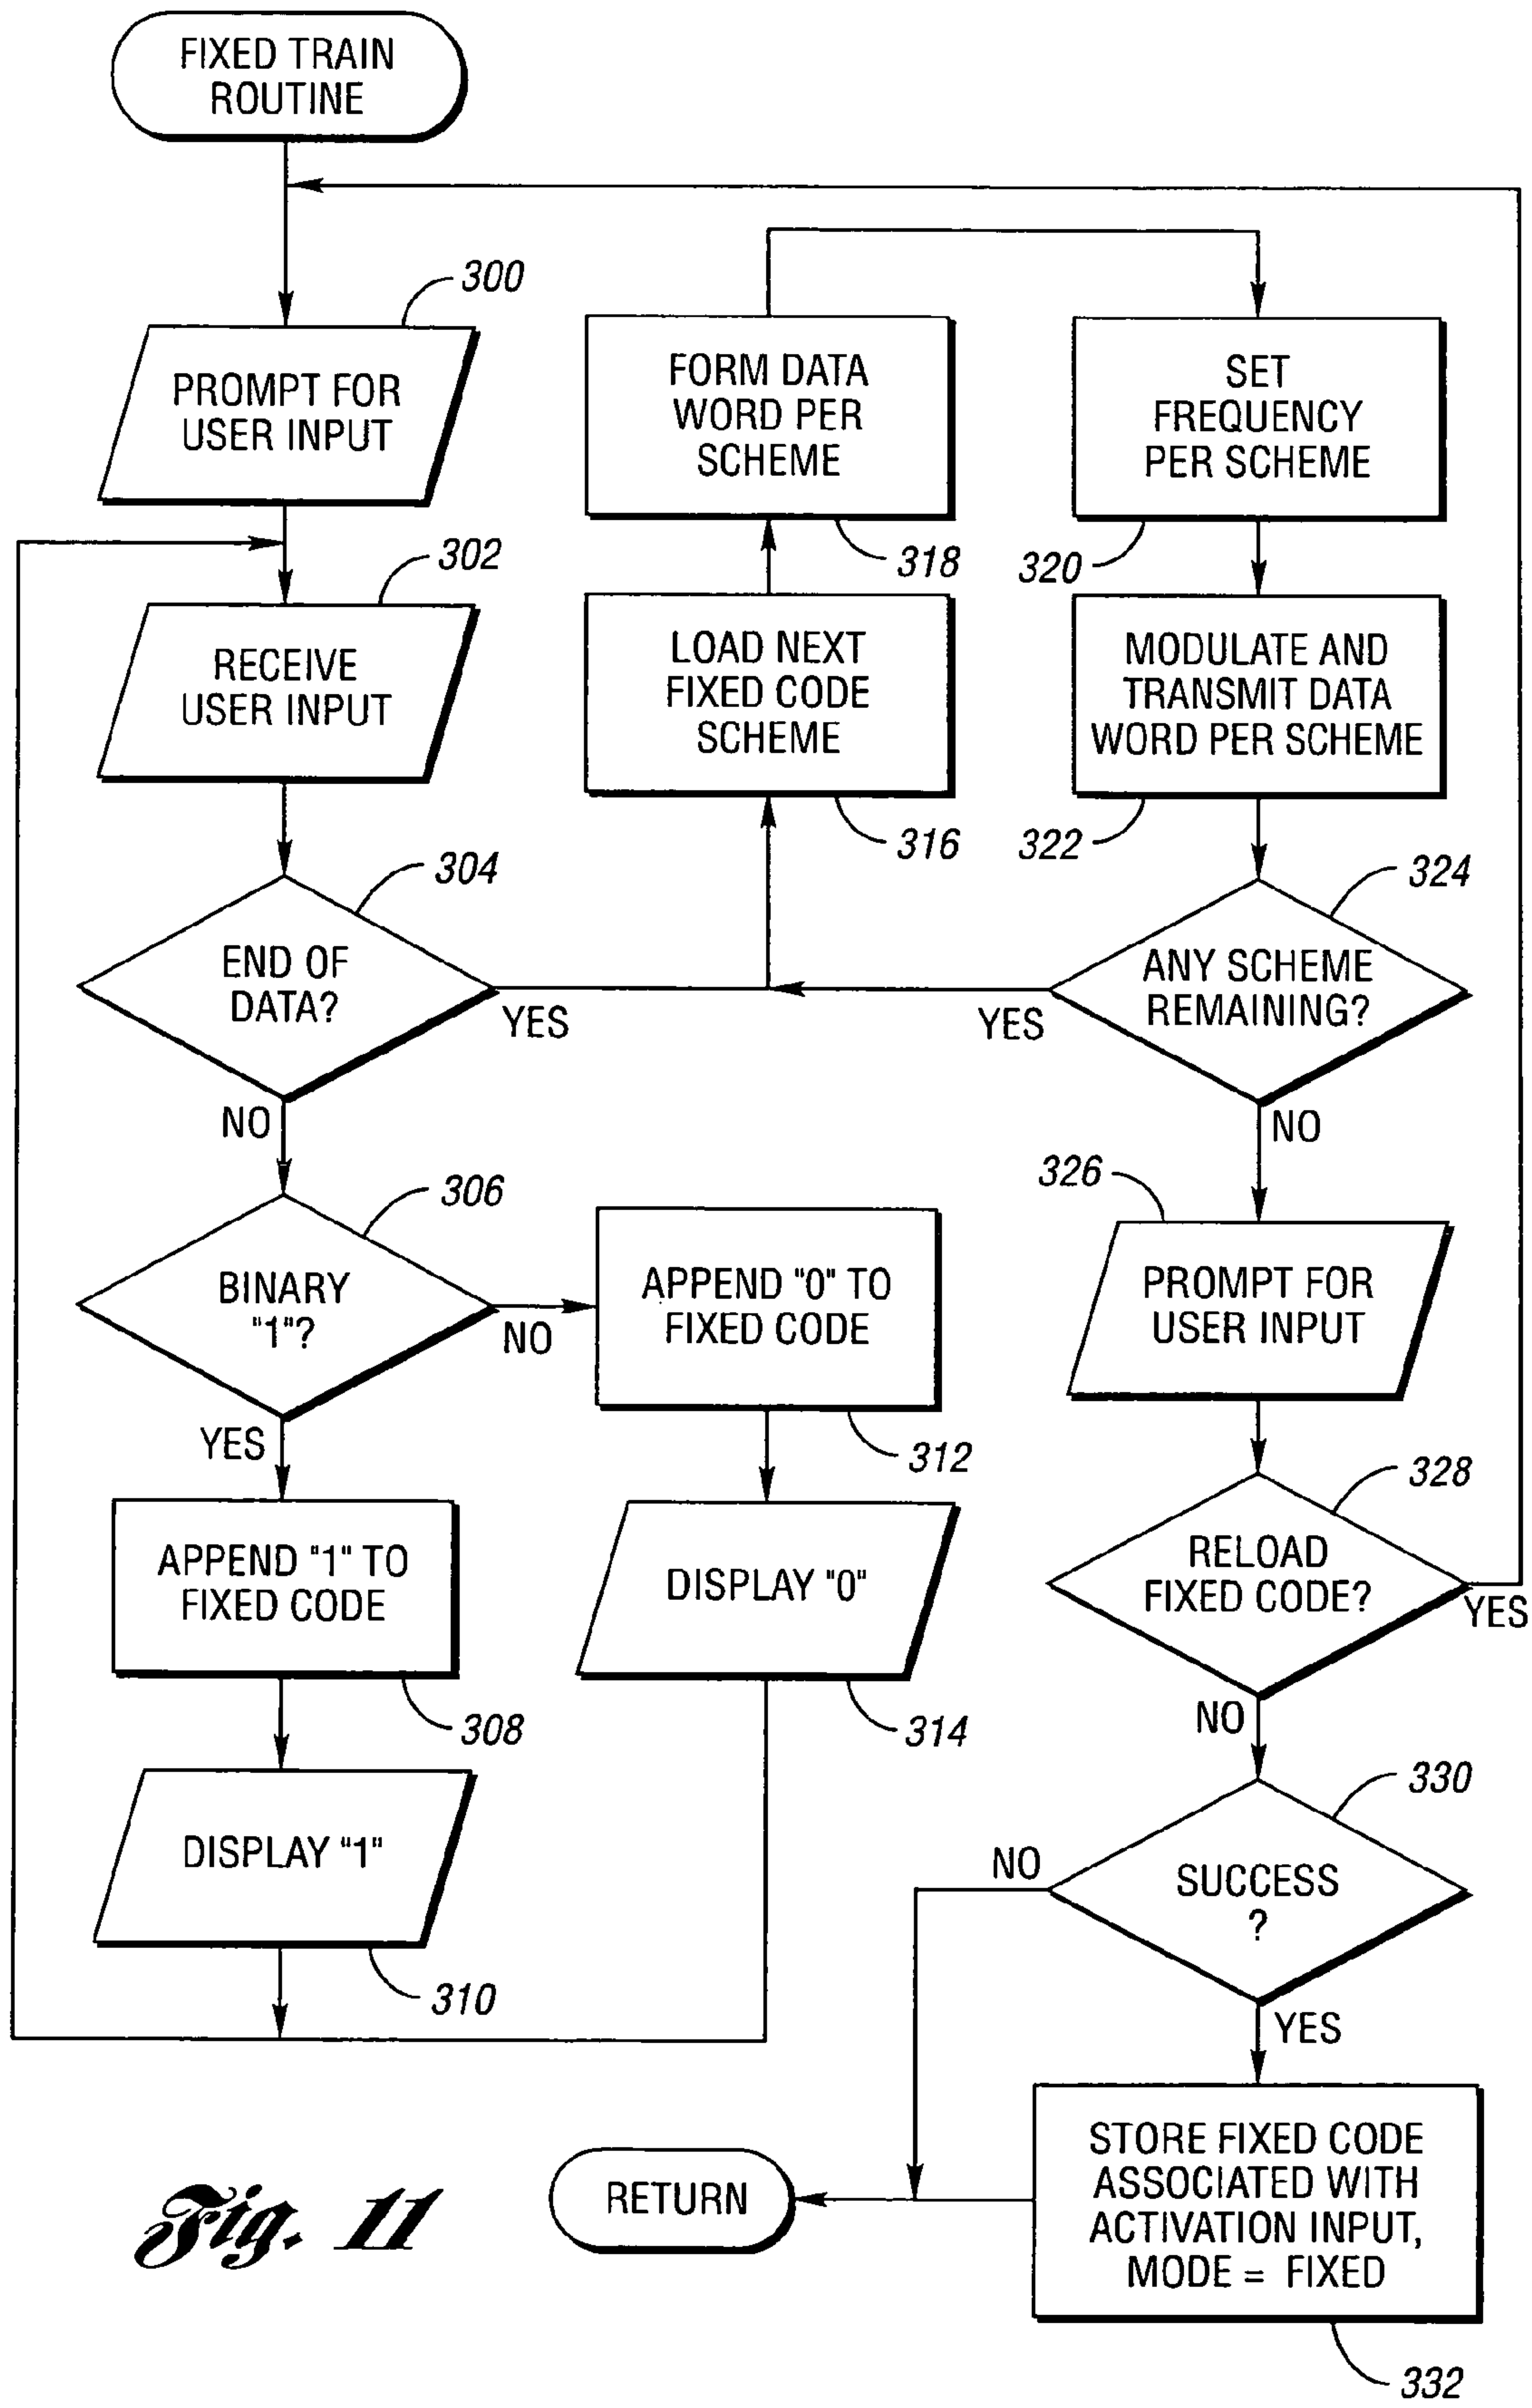 FIXED TRAIN
ROUTINE
300
PROMPT FOR
USER INPUT
302
RECEIVE
USER INPUT
304
END OF
DATA?
YES
NO
306
BINARY
"1"?
NO
YES
APPEND "1" TO
FIXED CODE
308
DISPLAY "1"
310
APPEND "0" TO
FIXED CODE
312
DISPLAY "0"
314
LOAD NEXT
FIXED CODE
SCHEME
316
FORM DATA
WORD PER
SCHEME
318
SET
FREQUENCY
PER SCHEME
320
MODULATE AND
TRANSMIT DATA
WORD PER SCHEME
322
324
ANY SCHEME
REMAINING?
YES
NO
326
PROMPT FOR
USER INPUT
328
RELOAD
FIXED CODE?
YES
NO
330
SUCCESS
?
NO
YES
STORE FIXED CODE
ASSOCIATED WITH
ACTIVATION INPUT,
MODE = FIXED
332
RETURN
Fig. 11